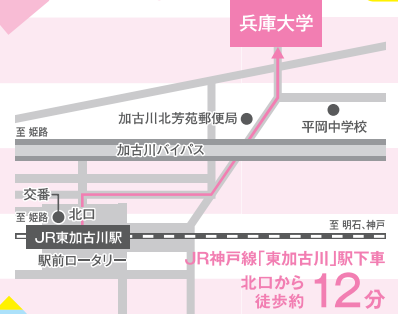 兵庫大学
加古川北芳苑郵便局
平岡中学校
至 姫路
加古川バイパス
交番
北口
至 姫路
至 明石、神戸
JR東加古川駅
駅前ロータリー
JR神戸線「東加古川」駅下車
北口から
徒歩約
12分